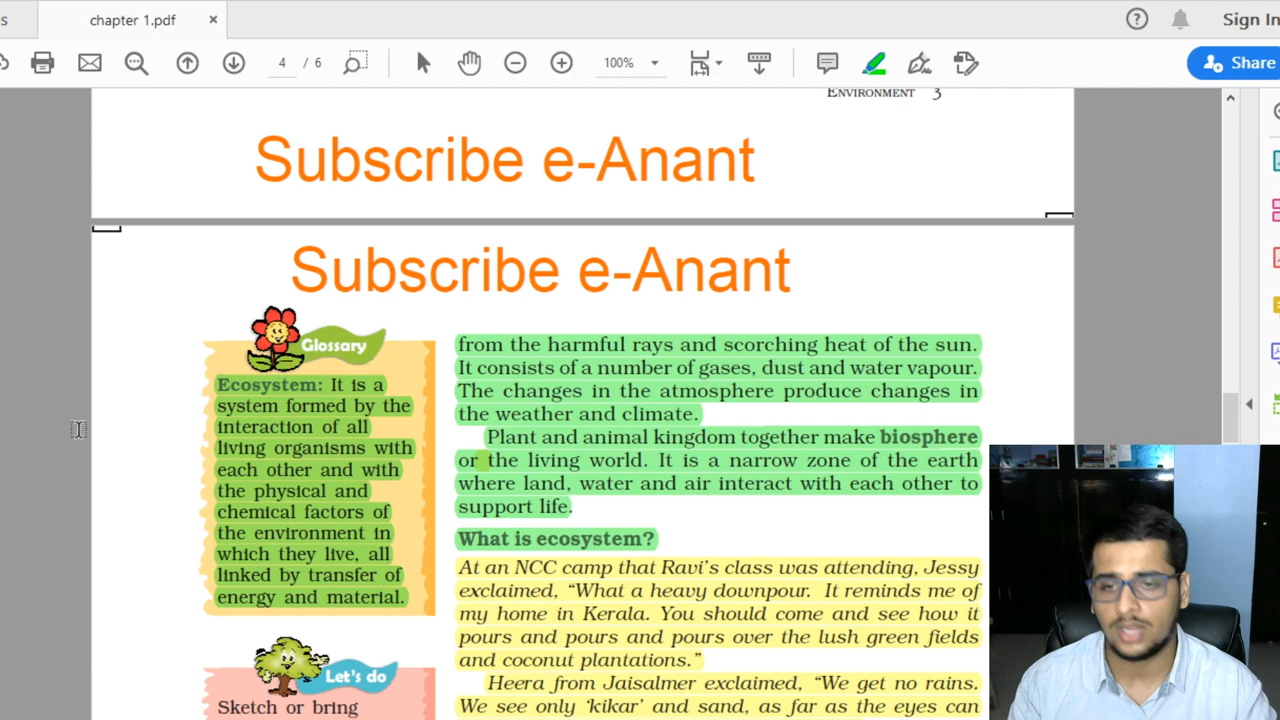 s
chapter 1.pdf
×
Sign In
4 / 6
100%
Share
ENVIRONMENT 3
Subscribe e-Anant
Subscribe e-Anant
Glossary
Ecosystem: It is a
system formed by the
interaction of all
living organisms with
each other and with
the physical and
chemical factors of
the environment in
which they live, all
linked by transfer of
energy and material.
Let's do
Sketch or bring
from the harmful rays and scorching heat of the sun.
It consists of a number of gases, dust and water vapour.
The changes in the atmosphere produce changes in
the weather and climate.
Plant and animal kingdom together make biosphere
or the living world. It is a narrow zone of the earth
where land, water and air interact with each other to
support life.
What is ecosystem?
At an NCC camp that Ravi's class was attending, Jessy
exclaimed, “What a heavy downpour. It reminds me of
my home in Kerala. You should come and see how it
pours and pours and pours over the lush green fields
and coconut plantations.”
Heera from Jaisalmer exclaimed, “We get no rains.
We see only ‘kikar’ and sand, as far as the eyes can